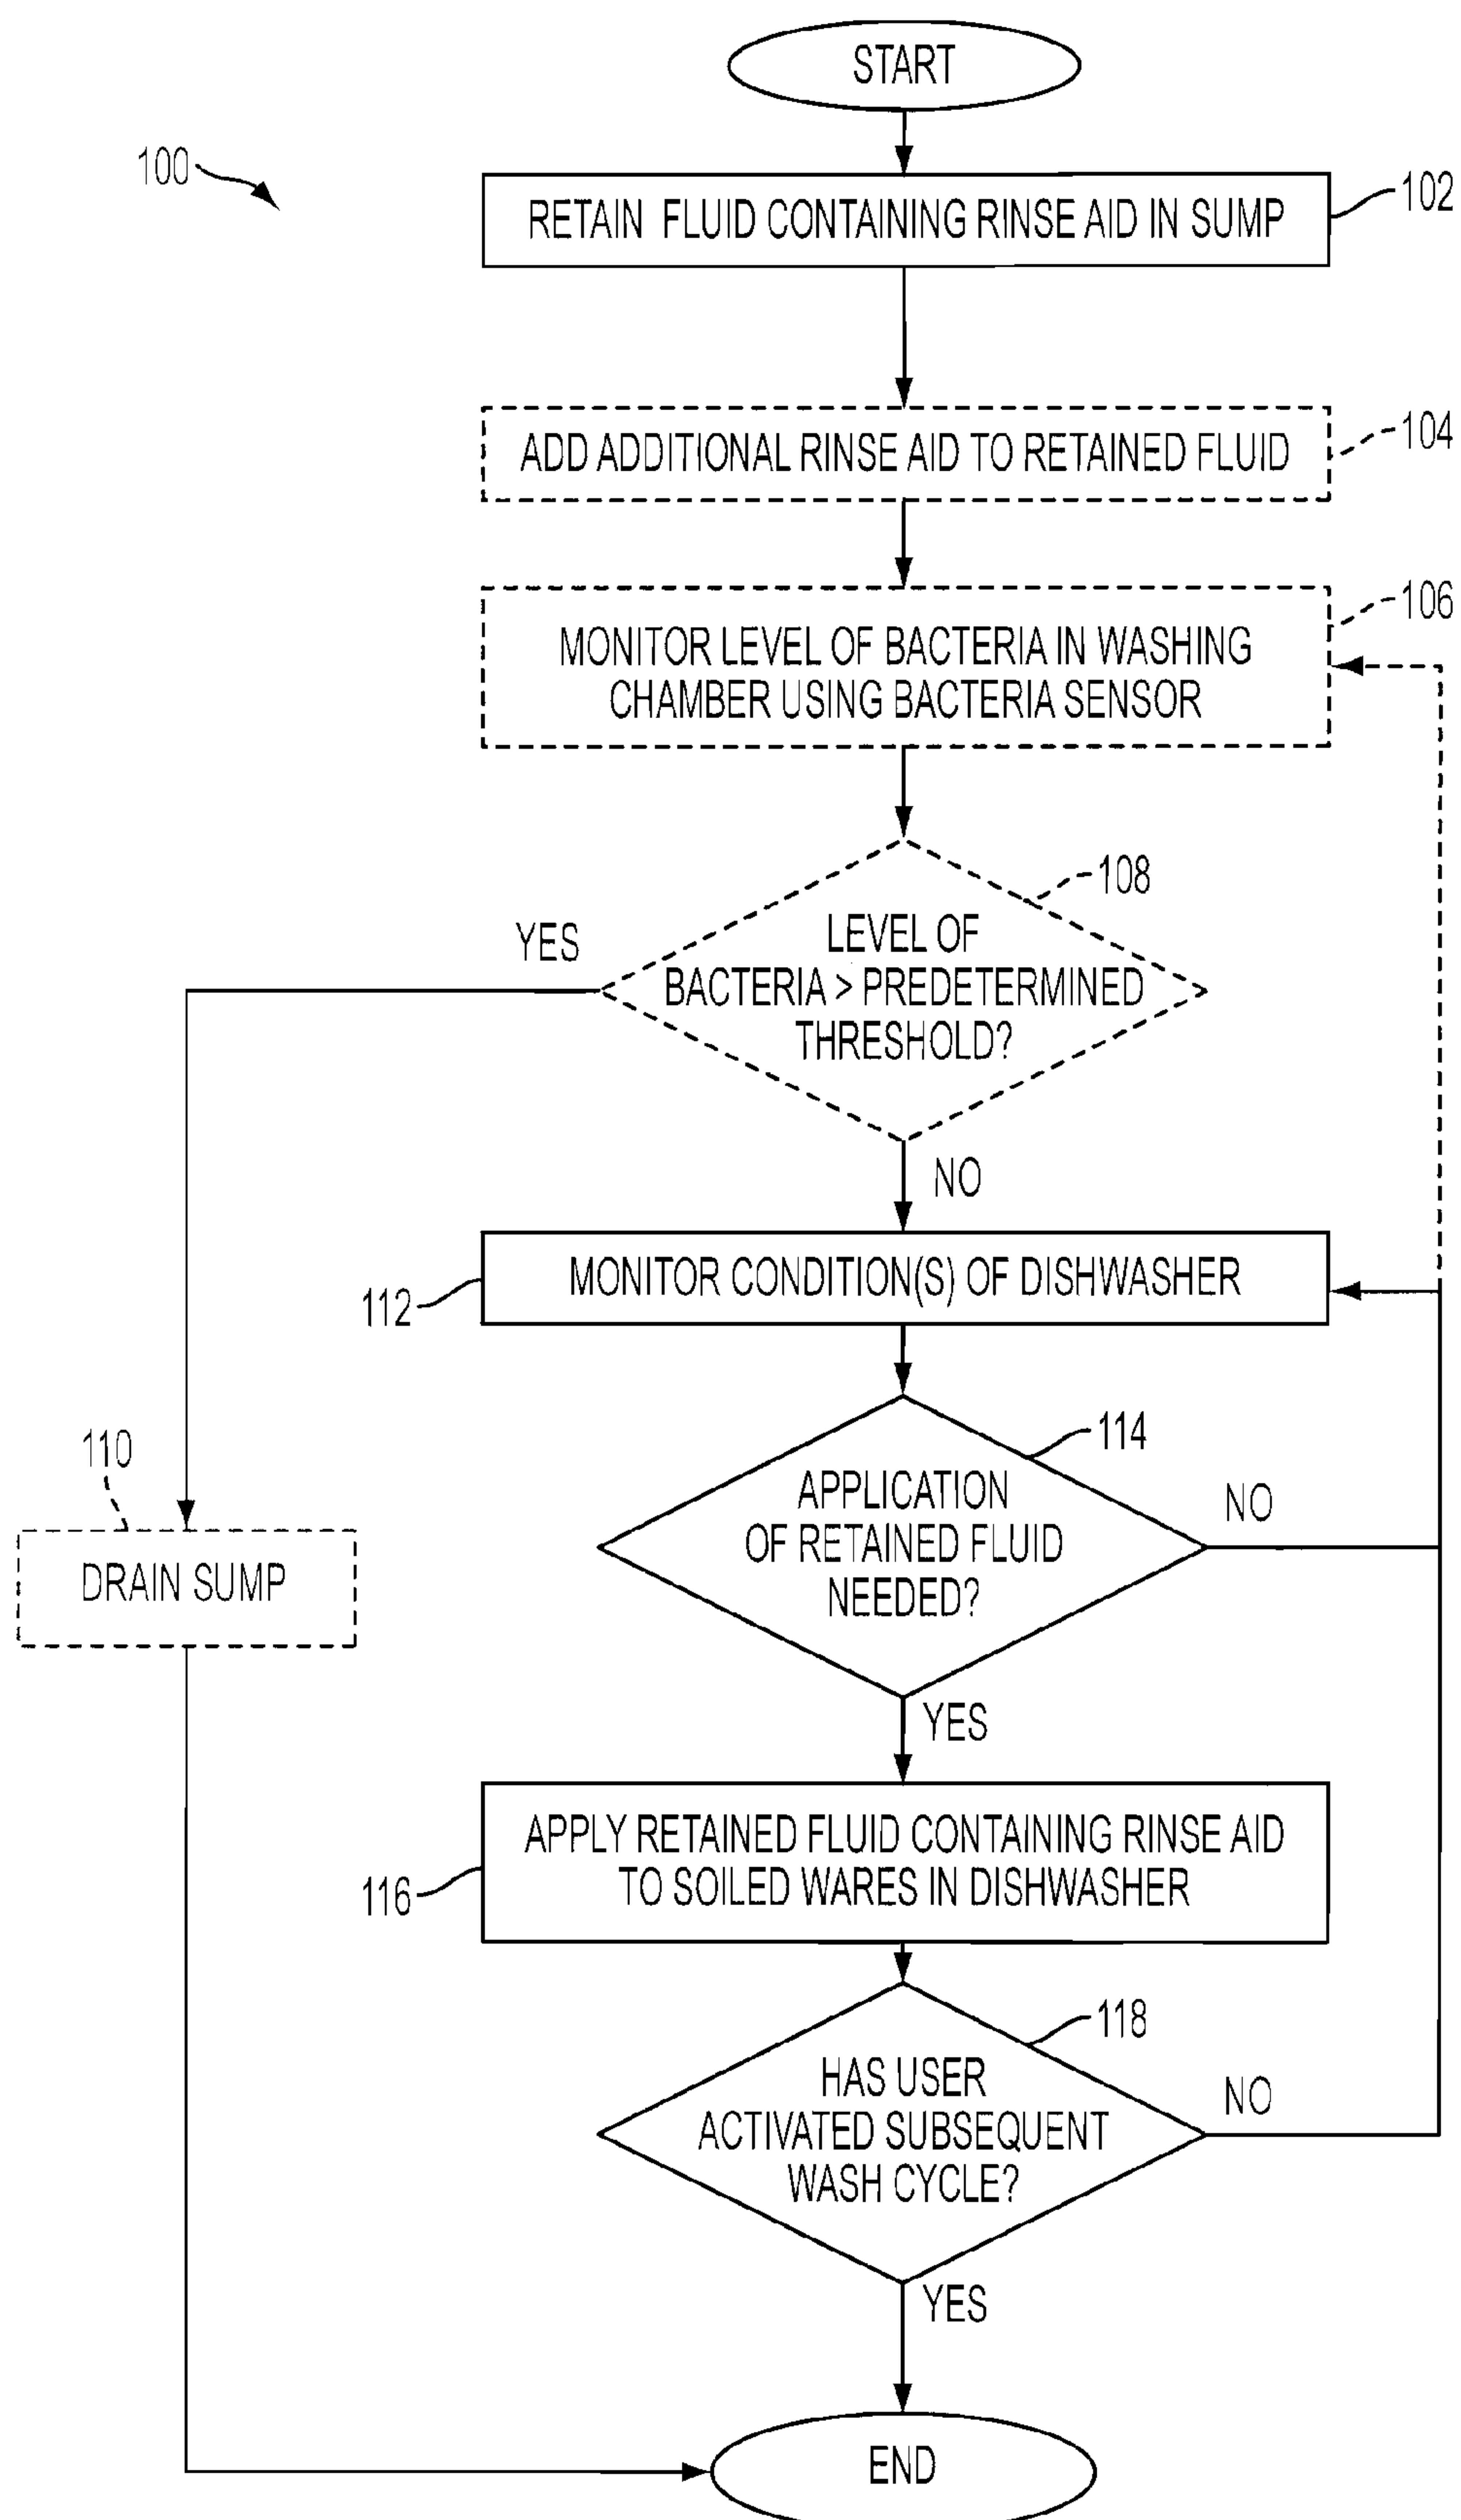 START
100
RETAIN FLUID CONTAINING RINSE AID IN SUMP
102
ADD ADDITIONAL RINSE AID TO RETAINED FLUID
104
106
MONITOR LEVEL OF BACTERIA IN WASHING
CHAMBER USING BACTERIA SENSOR
108
YES
LEVEL OF
BACTERIA > PREDETERMINED
THRESHOLD?
NO
MONITOR CONDITION(S) OF DISHWASHER
112
114
110
APPLICATION
OF RETAINED FLUID
NEEDED?
NO
DRAIN SUMP
YES
APPLY RETAINED FLUID CONTAINING RINSE AID
TO SOILED WARES IN DISHWASHER
116
118
HAS USER
ACTIVATED SUBSEQUENT
WASH CYCLE?
NO
YES
END